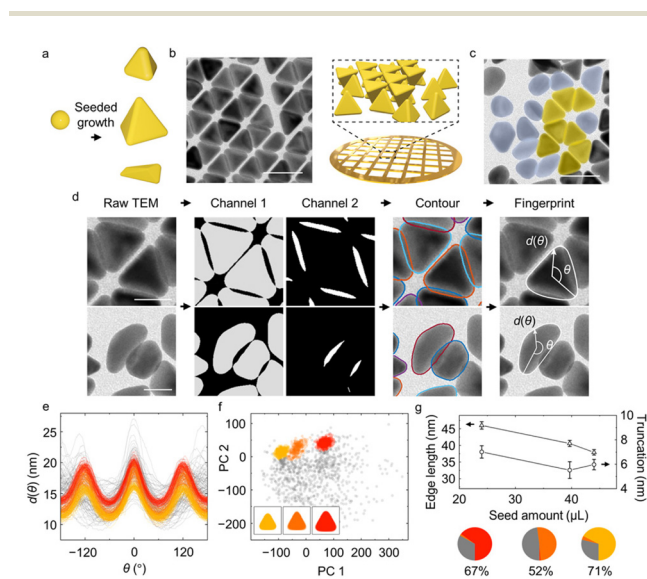 a
b
c
Seeded
growth
d
Raw TEM
Channel 1
Channel 2
Contour
Fingerprint
d(θ)
θ
d(θ)
θ
e
f
g
25
20
15
10
d(θ) (nm)
−120
0
120
θ (°)
100
0
−100
−200
PC 2
−100
0
100
200
300
PC 1
45
40
35
30
Edge length (nm)
10
8
6
4
Truncation (nm)
20
30
40
50
Seed amount (µL)
67%
52%
71%